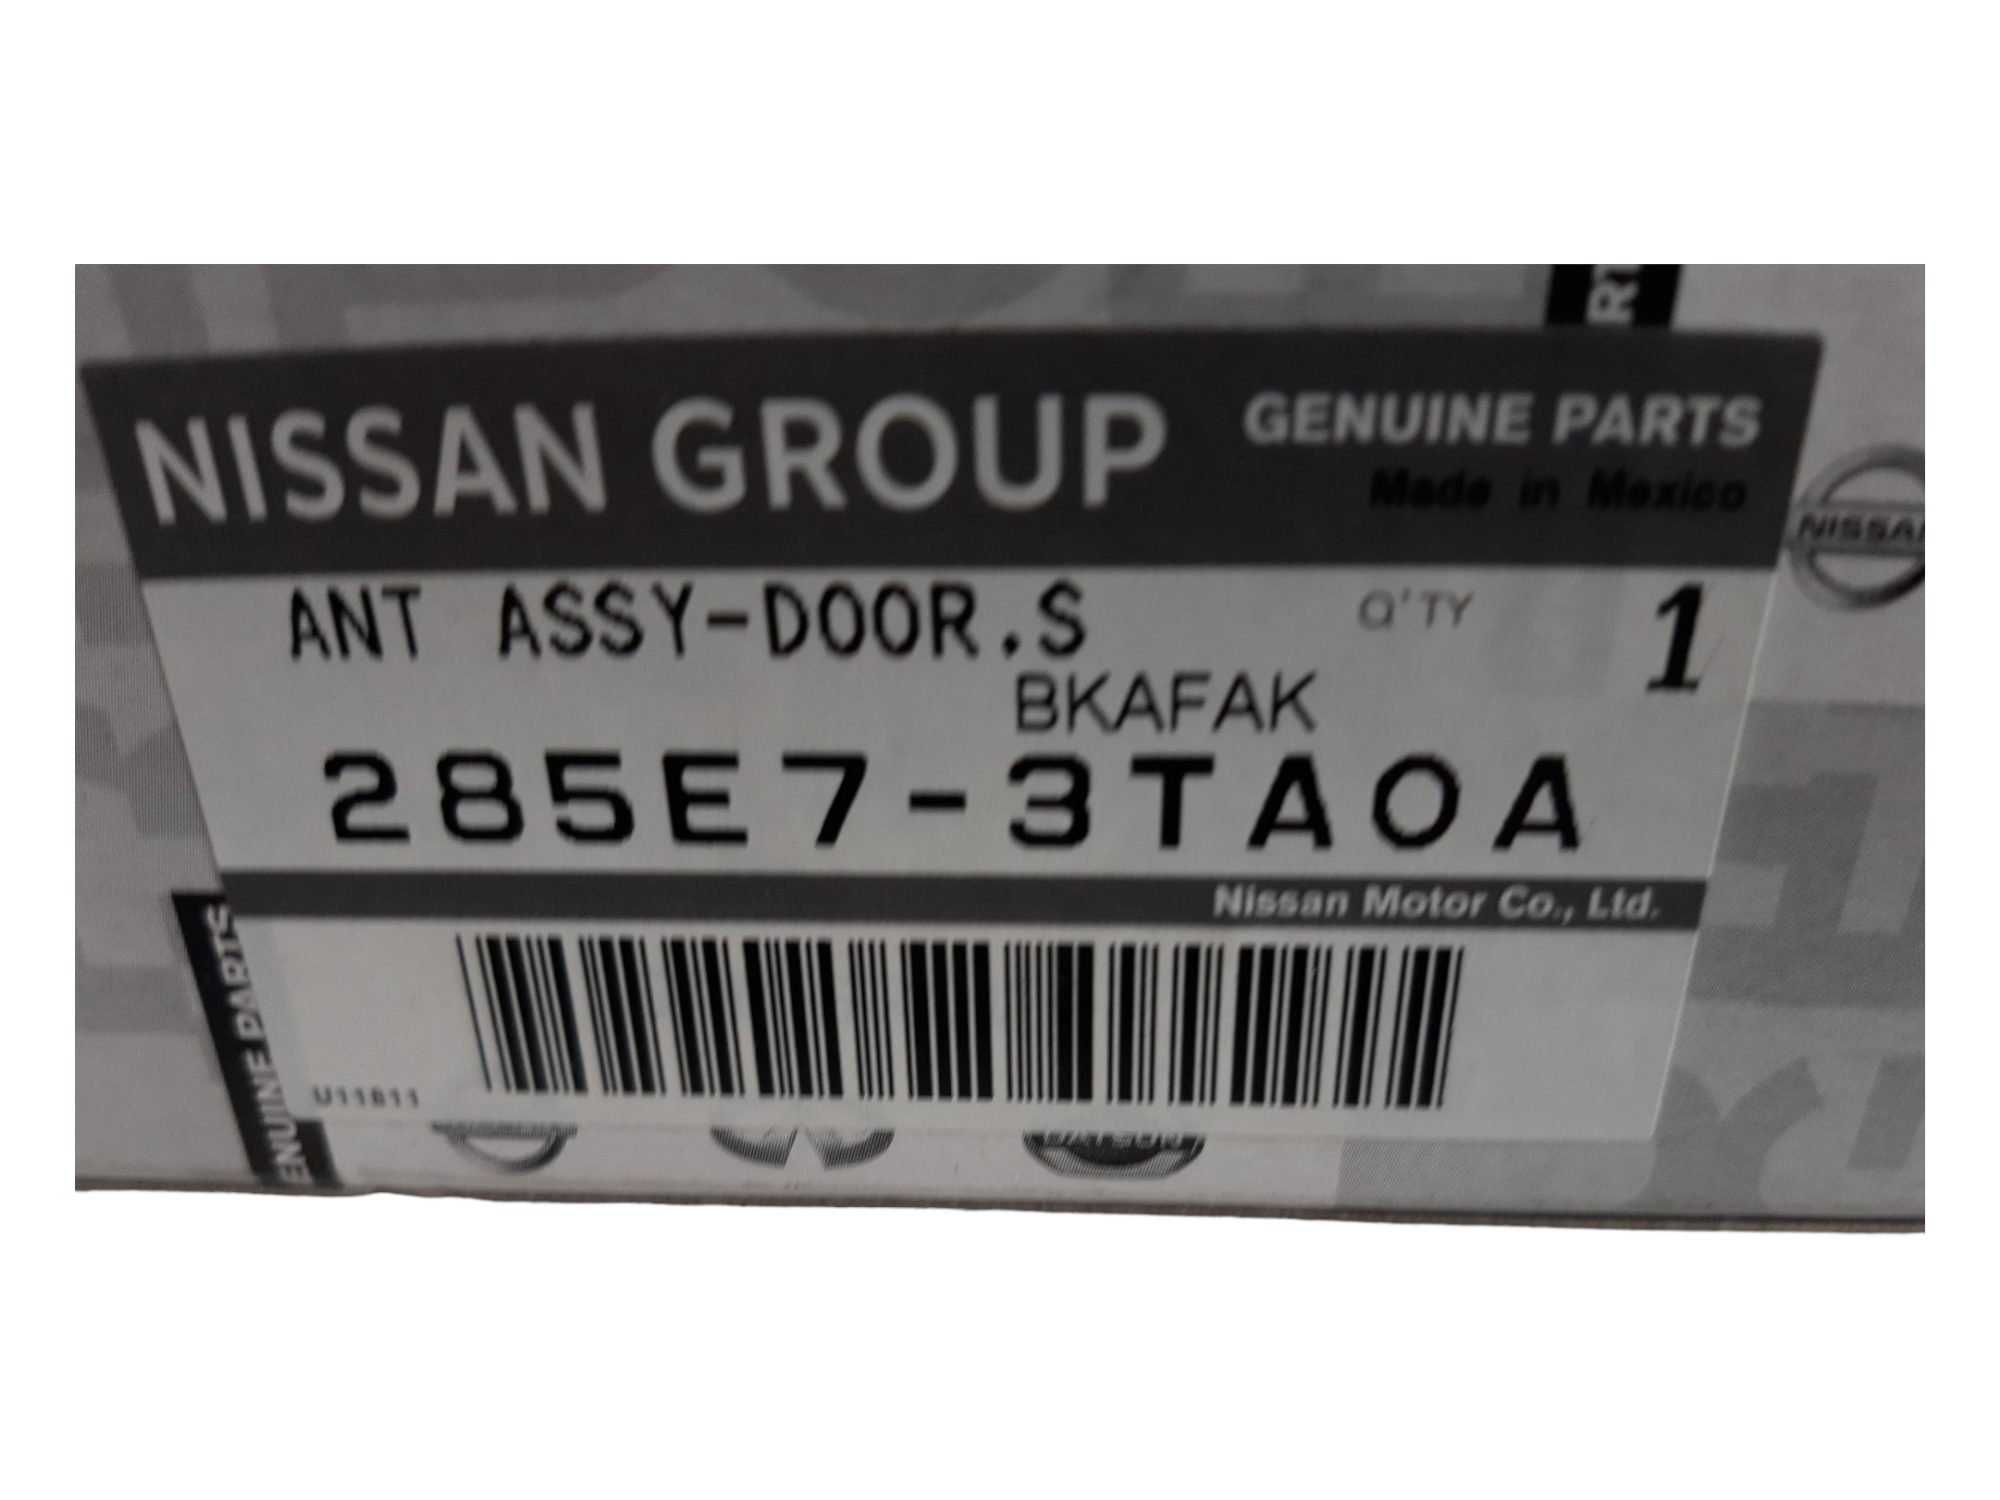 NISSAN GROUP
GENUINE PARTS
Made in Mexico
NISSAN
ANT ASSY-DOOR.S
Q'TY 1
BKAFAK
285E7-3TA0A
Nissan Motor Co., Ltd.
GENUINE PARTS
U11811
DATSUN